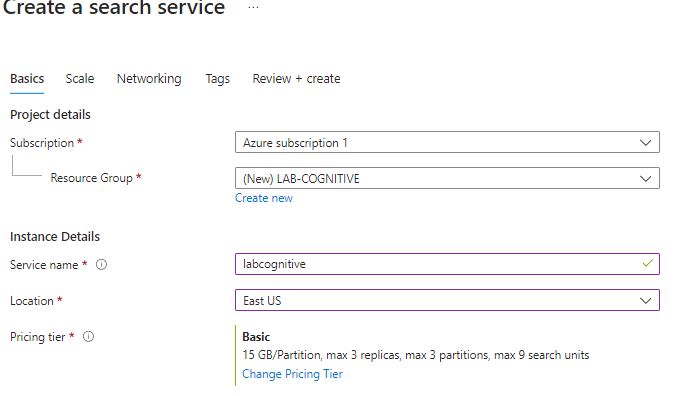 Create a search service ...
Basics Scale Networking Tags Review + create
Project details
Subscription * Azure subscription 1
Resource Group * (New) LAB-COGNITIVE
Create new
Instance Details
Service name * labcognitive
Location * East US
Pricing tier * Basic
15 GB/Partition, max 3 replicas, max 3 partitions, max 9 search units
Change Pricing Tier